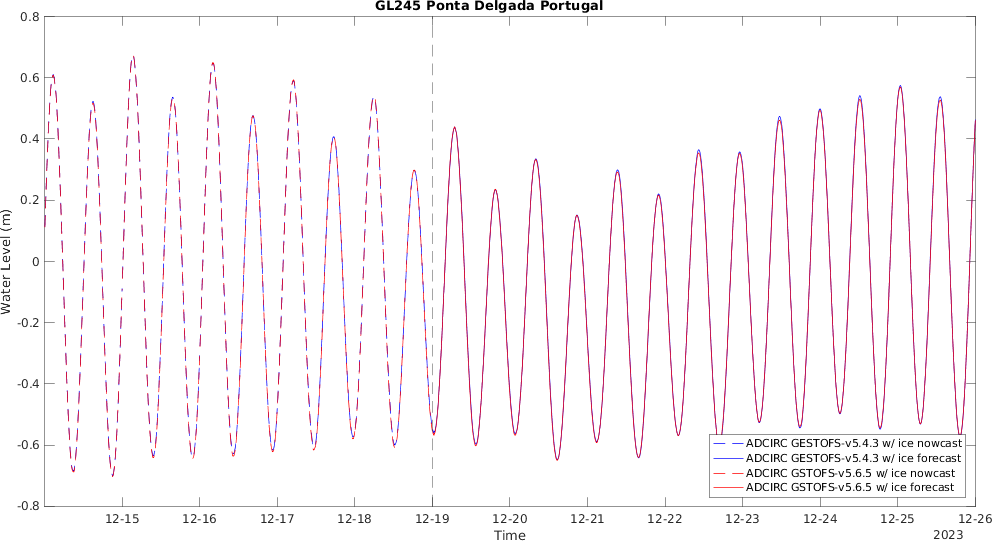 GL245 Ponta Delgada Portugal
0.8
0.6
0.4
0.2
0
-0.2
-0.4
-0.6
-0.8
Water Level (m)
ADCIRC GESTOFS-v5.4.3 w/ ice nowcast
ADCIRC GESTOFS-v5.4.3 w/ ice forecast
ADCIRC GSTOFS-v5.6.5 w/ ice nowcast
ADCIRC GSTOFS-v5.6.5 w/ ice forecast
12-15 12-16 12-17 12-18 12-19 12-20 12-21 12-22 12-23 12-24 12-25 12-26
Time
2023